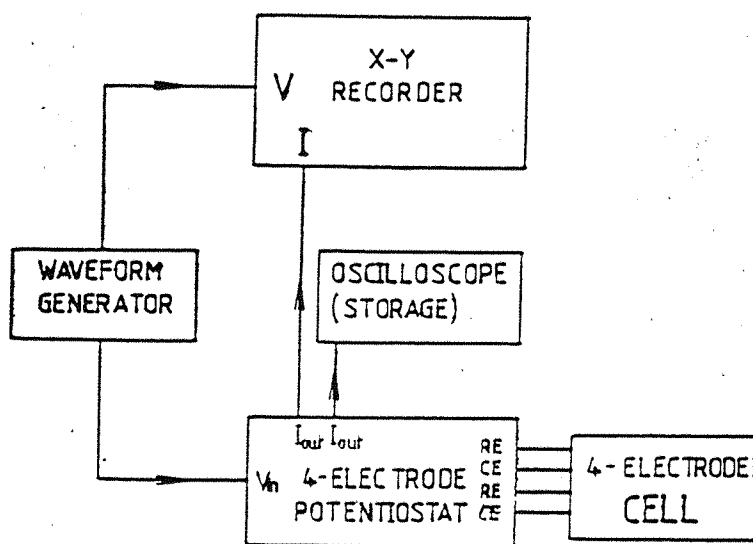 X-Y
RECORDER
V
I
WAVEFORM
GENERATOR
OSCILLOSCOPE
(STORAGE)
Iout Iout
RE
CE
RE
CE
Vin
4-ELECTRODE
POTENTIOSTAT
4-ELECTRODE
CELL